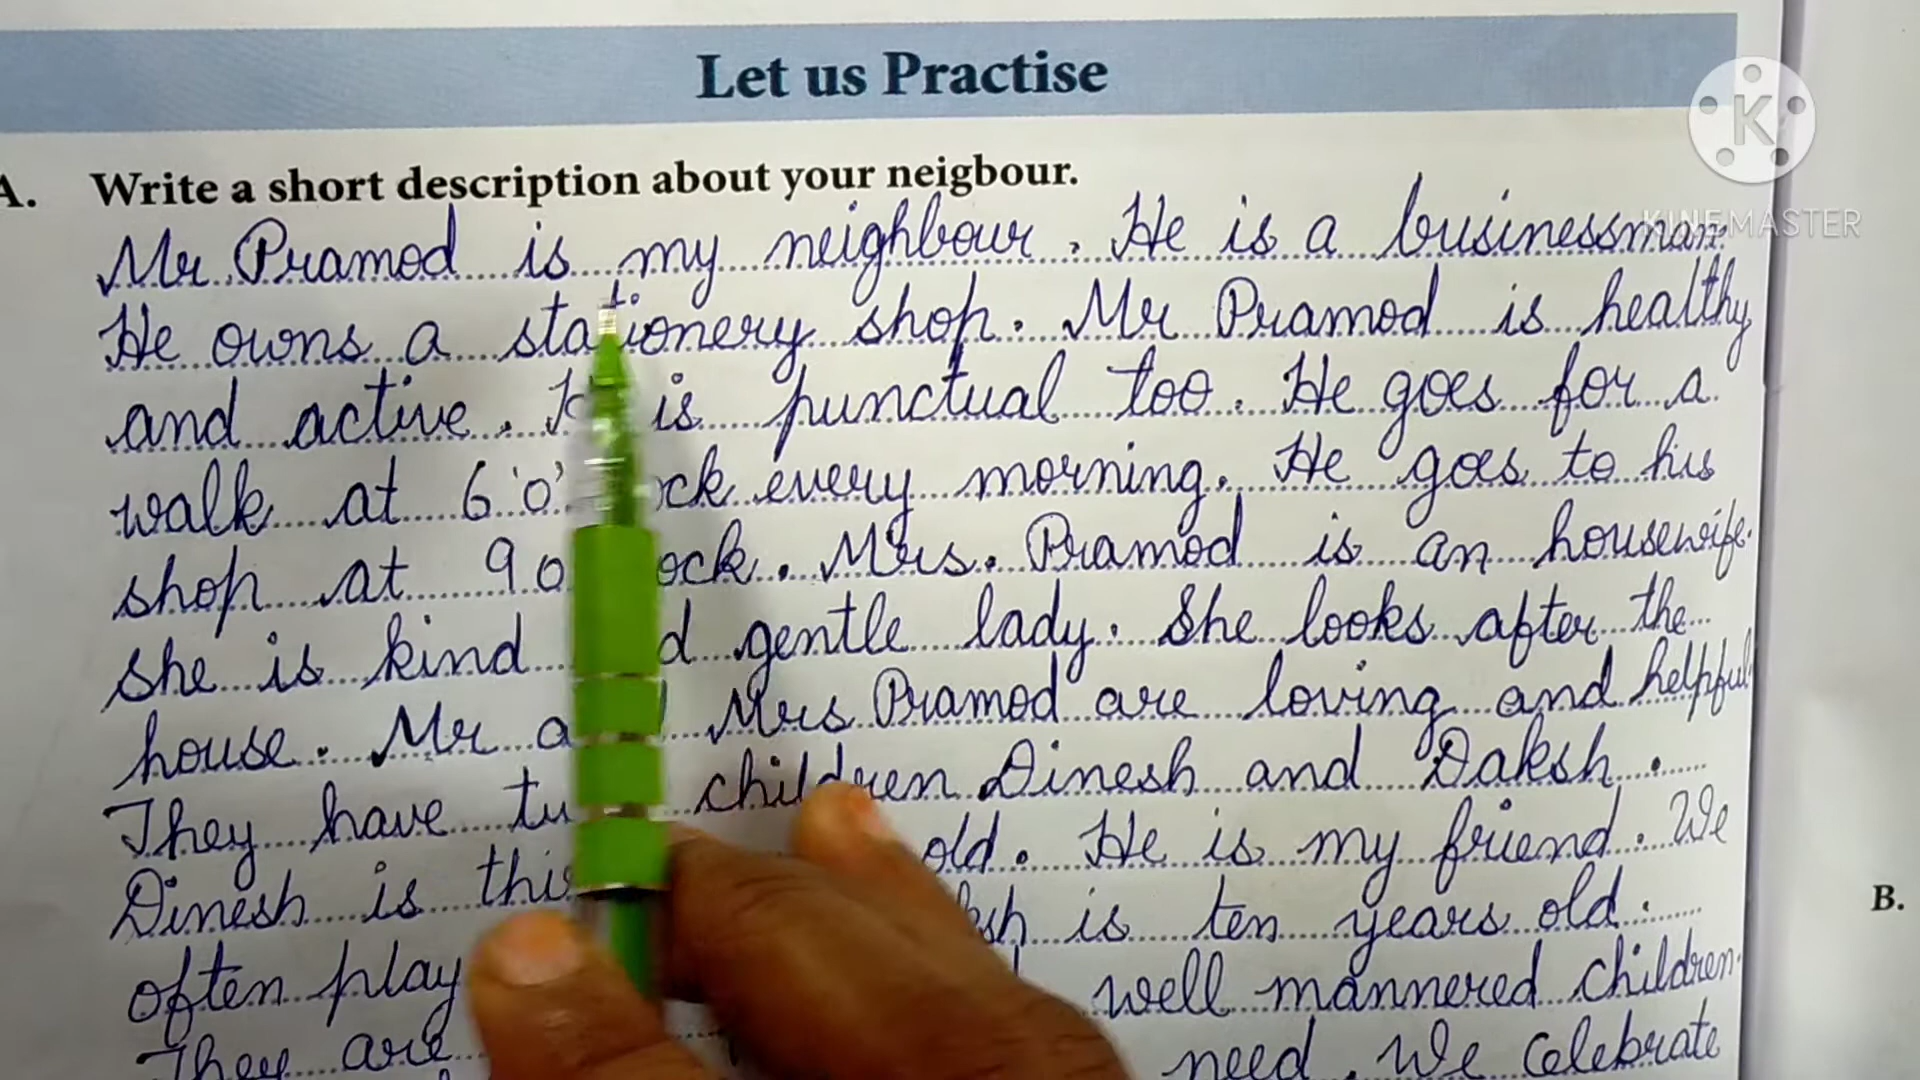 Let us Practise
K
KINEMASTER
A. Write a short description about your neigbour.
Mr Pramod is my neighbour. He is a businessman.
He owns a stationery shop. Mr Pramod is healthy
and active. is punctual too. He goes for a
walk at 6 every morning. He goes to his
shop at 9 Mrs. Pramod is an housewife.
She is kind gentle lady. She looks after the
house. Mr Mrs Pramod are loving and helpful
They have children Dinesh and Daksh.
Dinesh is old. He is my friend. We
often play is ten years old.
They are well mannered children.
need. We celebrate
B.